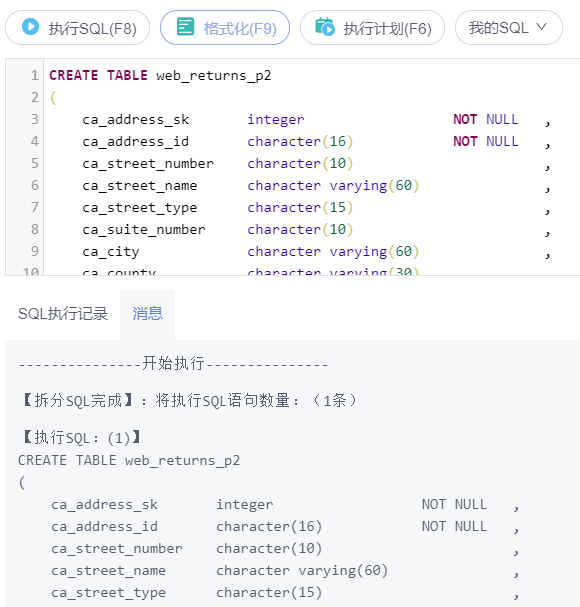 执行SQL(F8) 格式化(F9) 执行计划(F6) 我的SQL
1 CREATE TABLE web_returns_p2
2 (
3 ca_address_sk integer NOT NULL ,
4 ca_address_id character(16) NOT NULL ,
5 ca_street_number character(10) ,
6 ca_street_name character varying(60) ,
7 ca_street_type character(15) ,
8 ca_suite_number character(10) ,
9 ca_city character varying(60) ,
10 ca_county character varying(30)
SQL执行记录 消息
---------------开始执行---------------
【拆分SQL完成】：将执行SQL语句数量：（1条）
【执行SQL：(1)】
CREATE TABLE web_returns_p2
(
ca_address_sk integer NOT NULL ,
ca_address_id character(16) NOT NULL ,
ca_street_number character(10) ,
ca_street_name character varying(60) ,
ca_street_type character(15) ,